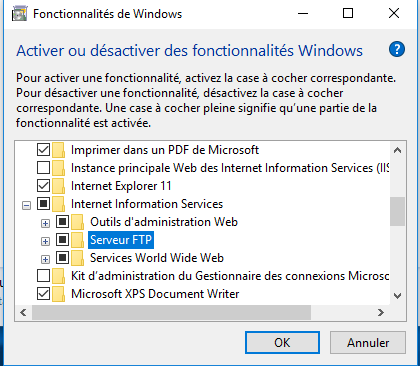 Fonctionnalités de Windows
Activer ou désactiver des fonctionnalités Windows
Pour activer une fonctionnalité, activez la case à cocher correspondante.
Pour désactiver une fonctionnalité, désactivez la case à cocher
correspondante. Une case à cocher pleine signifie qu'une partie de la
fonctionnalité est activée.
Imprimer dans un PDF de Microsoft
Instance principale Web des Internet Information Services (IIS
Internet Explorer 11
Internet Information Services
Outils d'administration Web
Serveur FTP
Services World Wide Web
Kit d'administration du Gestionnaire des connexions Microsc
Microsoft XPS Document Writer
OK
Annuler